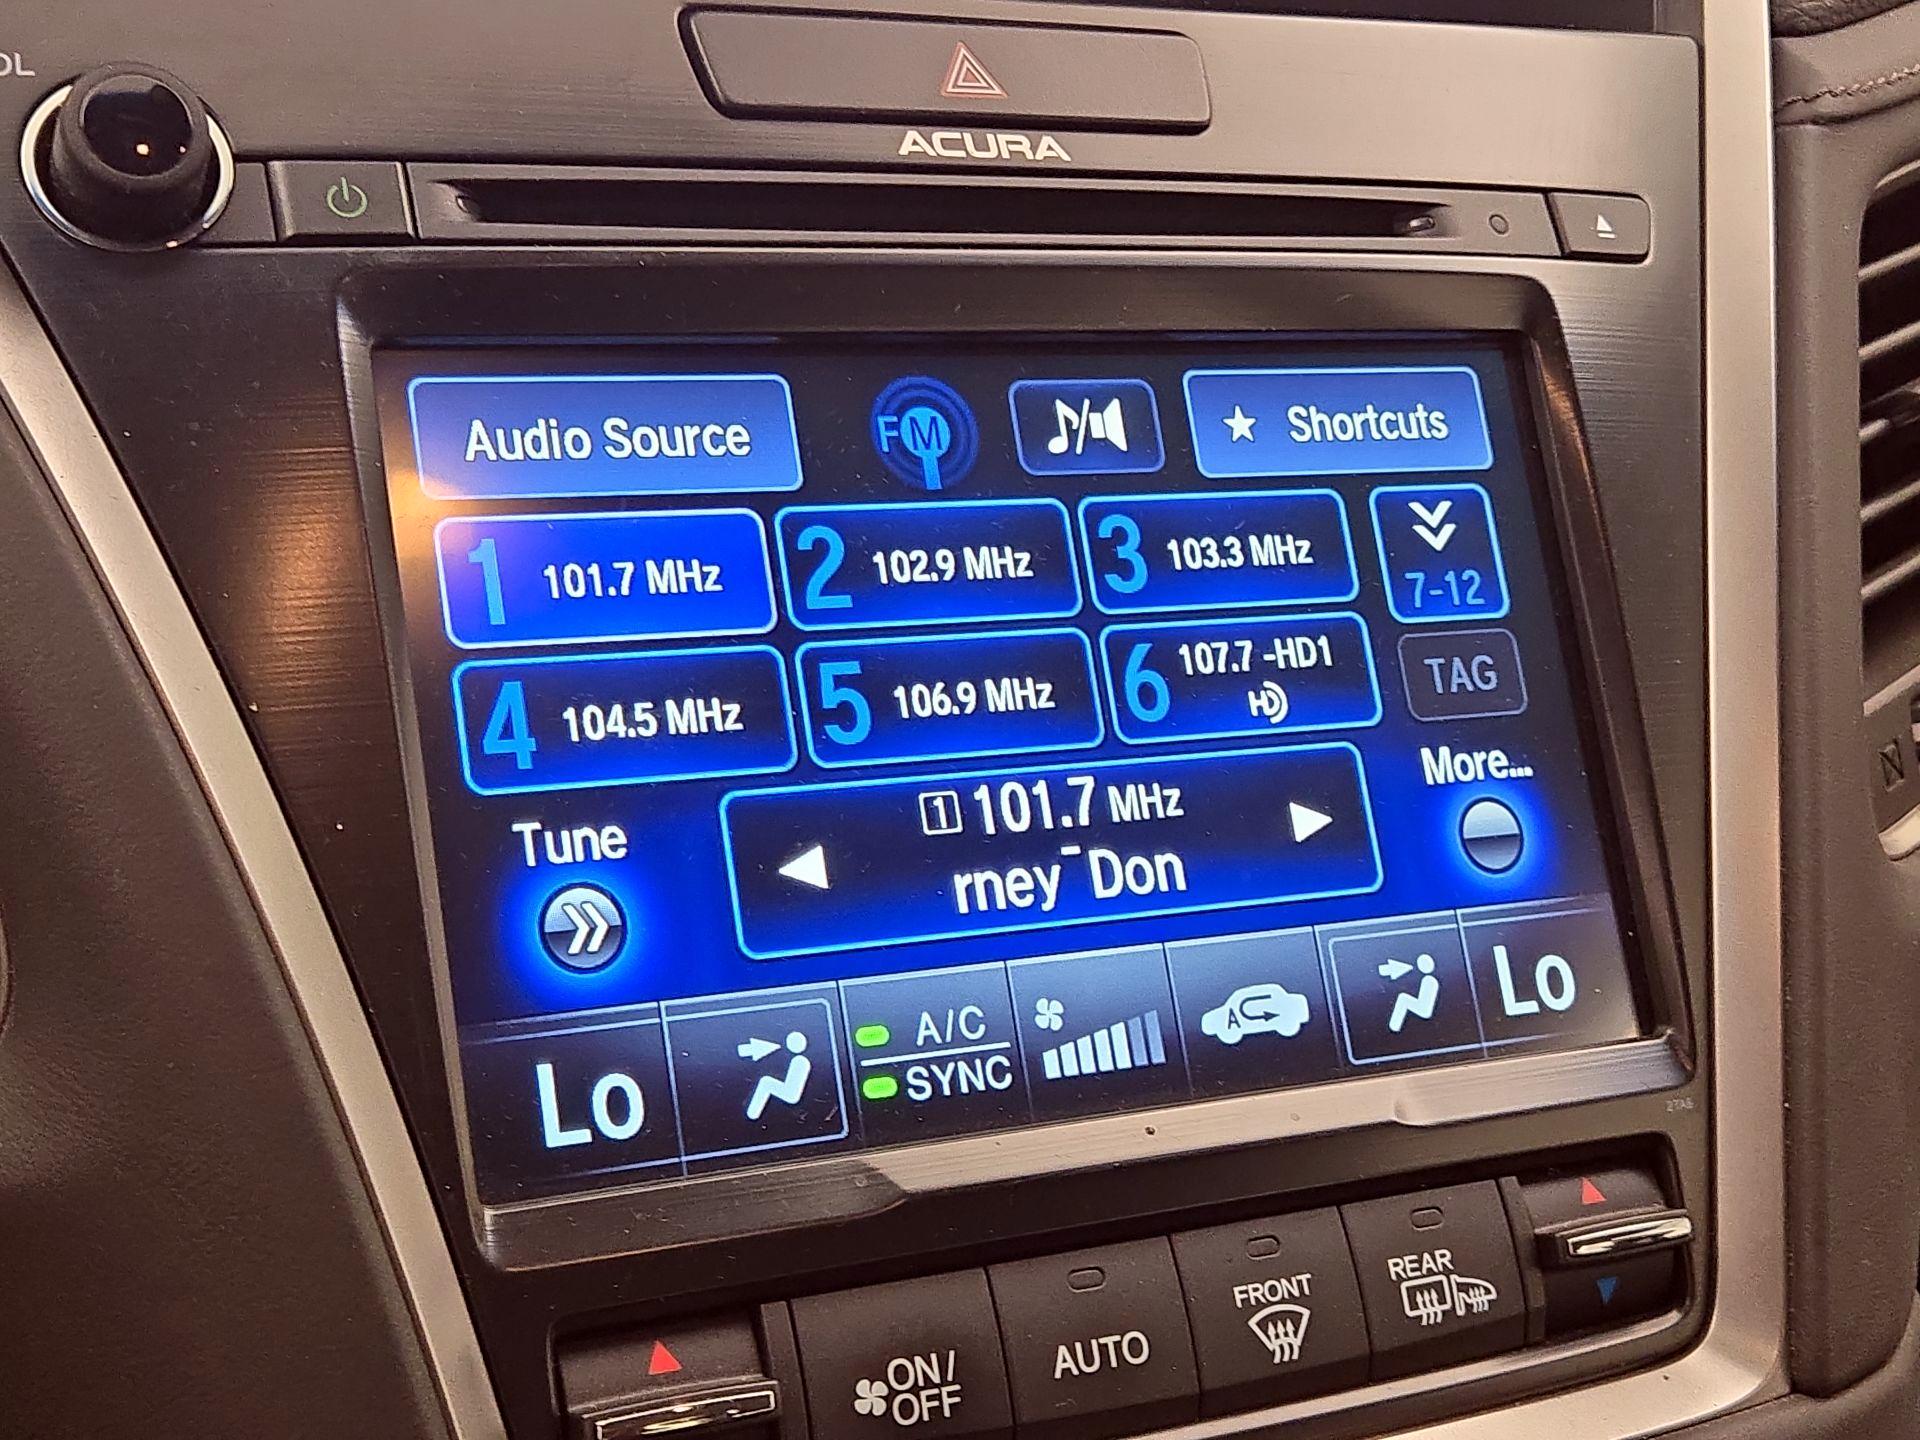 OL
ACURA
Audio Source
FM
★ Shortcuts
1 101.7 MHz
2 102.9 MHz
3 103.3 MHz
7-12
4 104.5 MHz
5 106.9 MHz
6 107.7 -HD1
HD
TAG
Tune
1 101.7 MHz
rney- Don
More...
Lo
A/C
SYNC
A
Lo
ON/
OFF
AUTO
FRONT
REAR